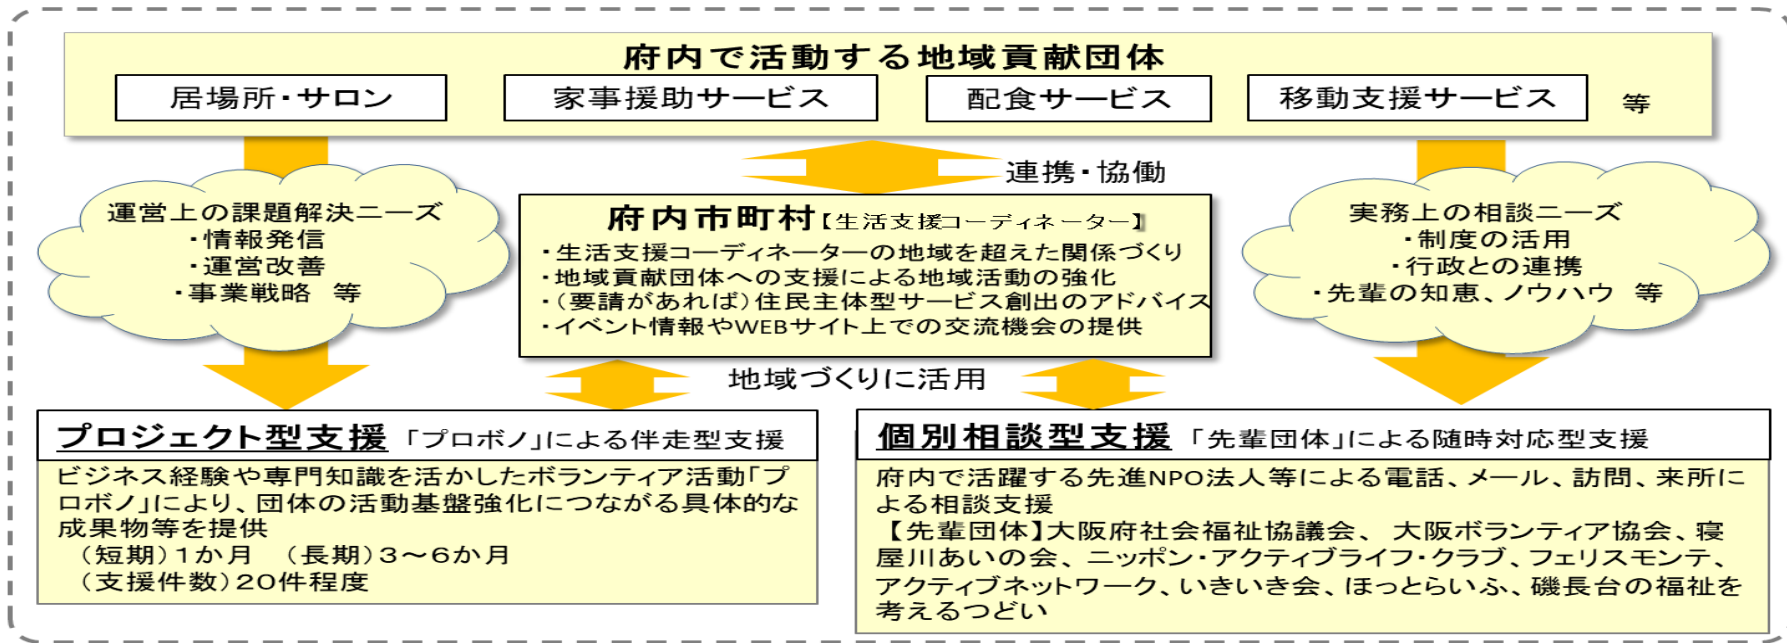 府内で活動する地域貢献団体
居場所・サロン
家事援助サービス
配食サービス
移動支援サービス
等
連携・協働
運営上の課題解決ニーズ
・情報発信
・運営改善
・事業戦略 等
府内市町村【生活支援コーディネーター】
・生活支援コーディネーターの地域を超えた関係づくり
・地域貢献団体への支援による地域活動の強化
・（要請があれば）住民主体型サービス創出のアドバイス
・イベント情報やWEBサイト上での交流機会の提供
実務上の相談ニーズ
・制度の活用
・行政との連携
・先輩の知恵、ノウハウ 等
地域づくりに活用
プロジェクト型支援 「プロボノ」による伴走型支援
ビジネス経験や専門知識を活かしたボランティア活動「プ
ロボノ」により、団体の活動基盤強化につながる具体的な
成果物等を提供
（短期）1か月 （長期）3～6か月
（支援件数）20件程度
個別相談型支援 「先輩団体」による随時対応型支援
府内で活躍する先進NPO法人等による電話、メール、訪問、来所に
よる相談支援
【先輩団体】大阪府社会福祉協議会、 大阪ボランティア協会、寝
屋川あいの会、ニッポン・アクティブライフ・クラブ、フェリスモンテ、
アクティブネットワーク、いきいき会、ほっとらいふ、磯長台の福祉を
考えるつどい